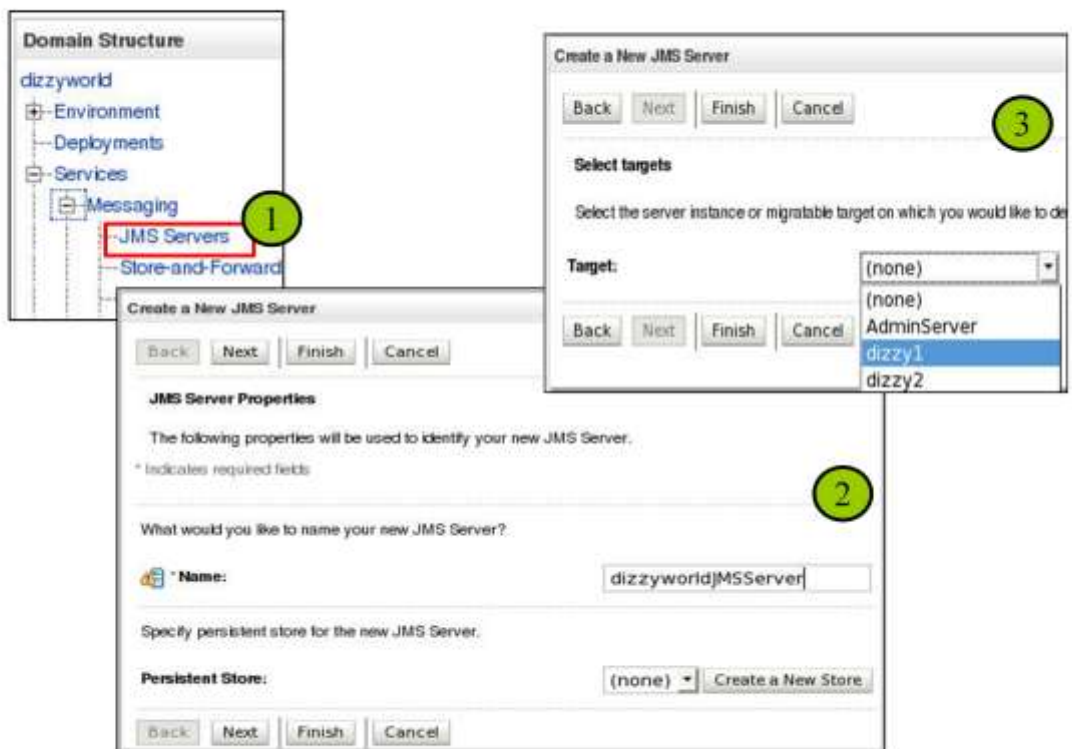 Domain Structure
dizzyworld
Environment
Deployments
Services
Messaging
JMS Servers
Store-and-Forward
1
Create a New JMS Server
Back Next Finish Cancel
JMS Server Properties
The following properties will be used to identify your new JMS Server.
* Indicates required fields
2
What would you like to name your new JMS Server?
* Name: dizzyworldJMSServer
Specify persistent store for the new JMS Server.
Persistent Store: (none) Create a New Store
Back Next Finish Cancel
Create a New JMS Server
Back Next Finish Cancel
3
Select targets
Select the server instance or migratable target on which you would like to de
Target: (none)
(none)
AdminServer
dizzy1
dizzy2
Back Next Finish Cancel